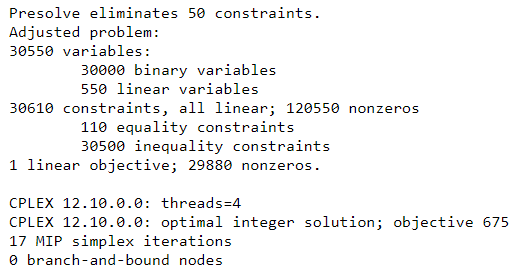 Presolve eliminates 50 constraints.
Adjusted problem:
30550 variables:
30000 binary variables
550 linear variables
30610 constraints, all linear; 120550 nonzeros
110 equality constraints
30500 inequality constraints
1 linear objective; 29880 nonzeros.
CPLEX 12.10.0.0: threads=4
CPLEX 12.10.0.0: optimal integer solution; objective 675
17 MIP simplex iterations
0 branch-and-bound nodes